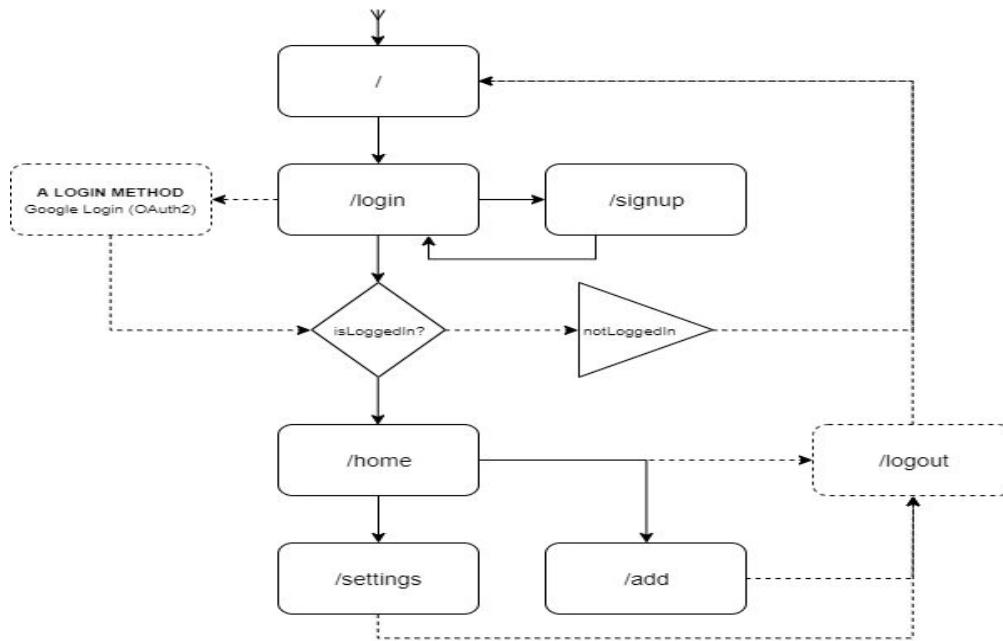 /
A LOGIN METHOD
Google Login (OAuth2)
/login
/signup
isLoggedIn?
notLoggedIn
/home
/logout
/settings
/add